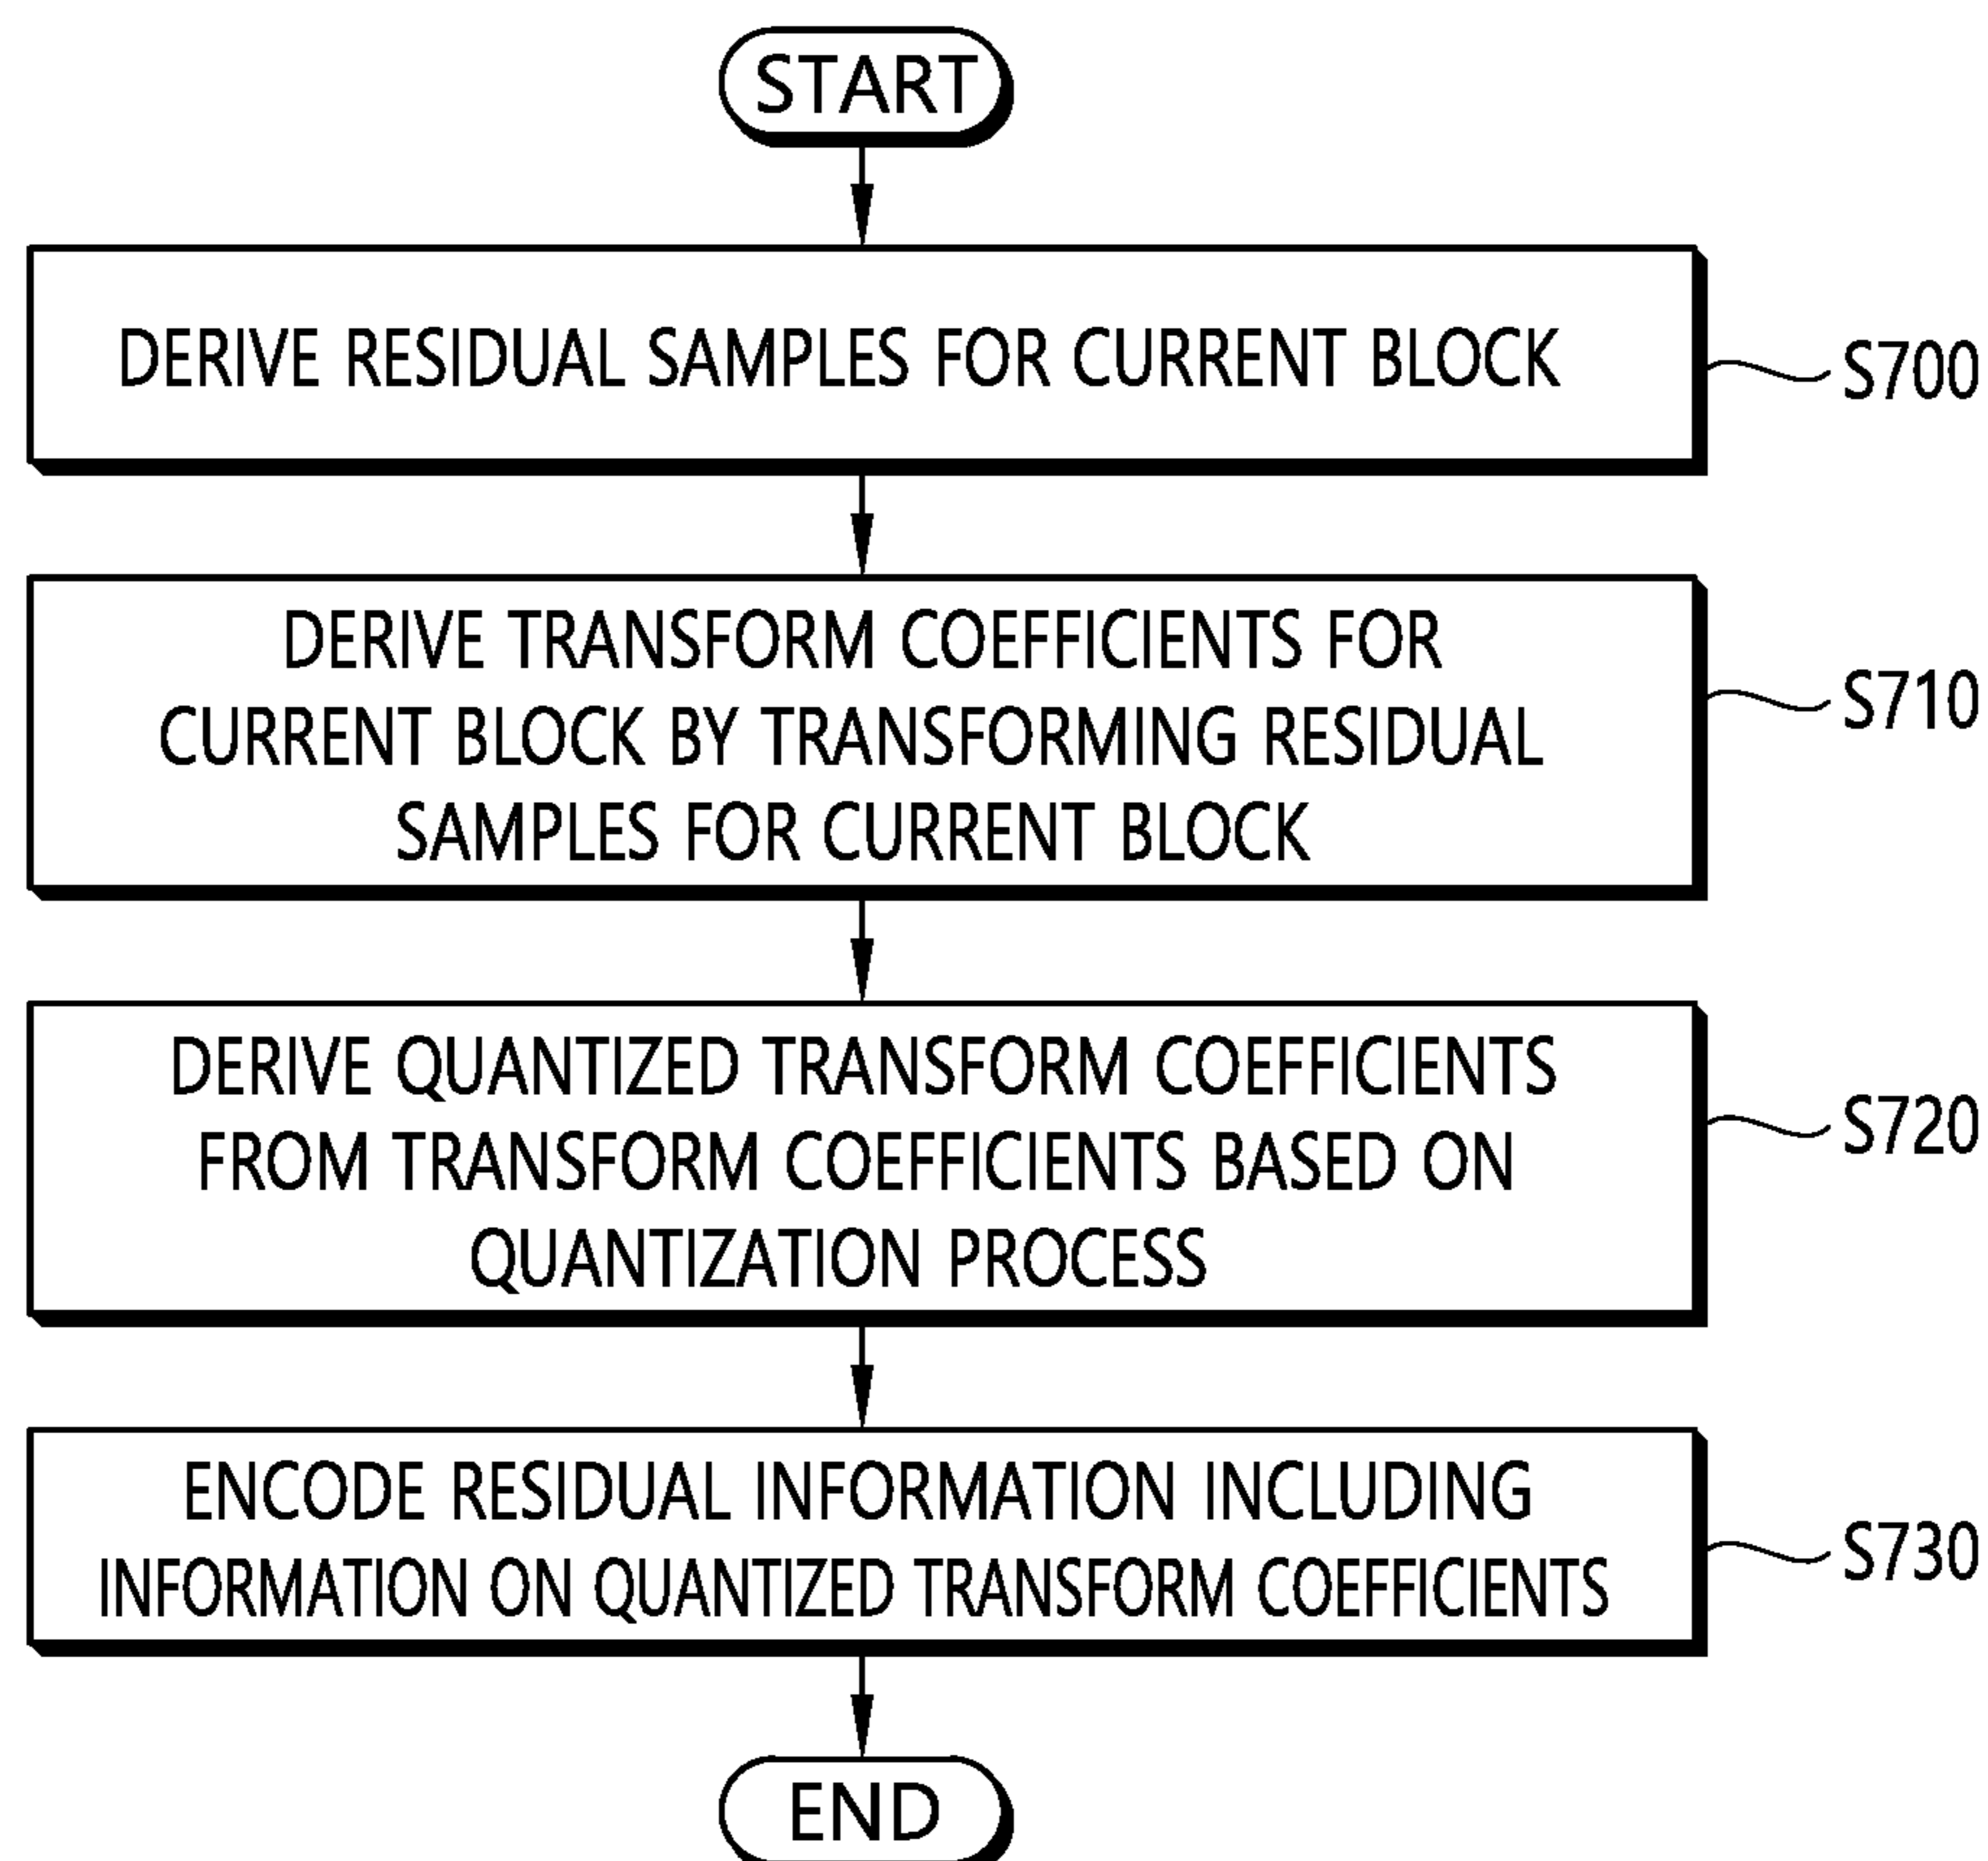 START
DERIVE RESIDUAL SAMPLES FOR CURRENT BLOCK
S700
DERIVE TRANSFORM COEFFICIENTS FOR
CURRENT BLOCK BY TRANSFORMING RESIDUAL
SAMPLES FOR CURRENT BLOCK
S710
DERIVE QUANTIZED TRANSFORM COEFFICIENTS
FROM TRANSFORM COEFFICIENTS BASED ON
QUANTIZATION PROCESS
S720
ENCODE RESIDUAL INFORMATION INCLUDING
INFORMATION ON QUANTIZED TRANSFORM COEFFICIENTS
S730
END